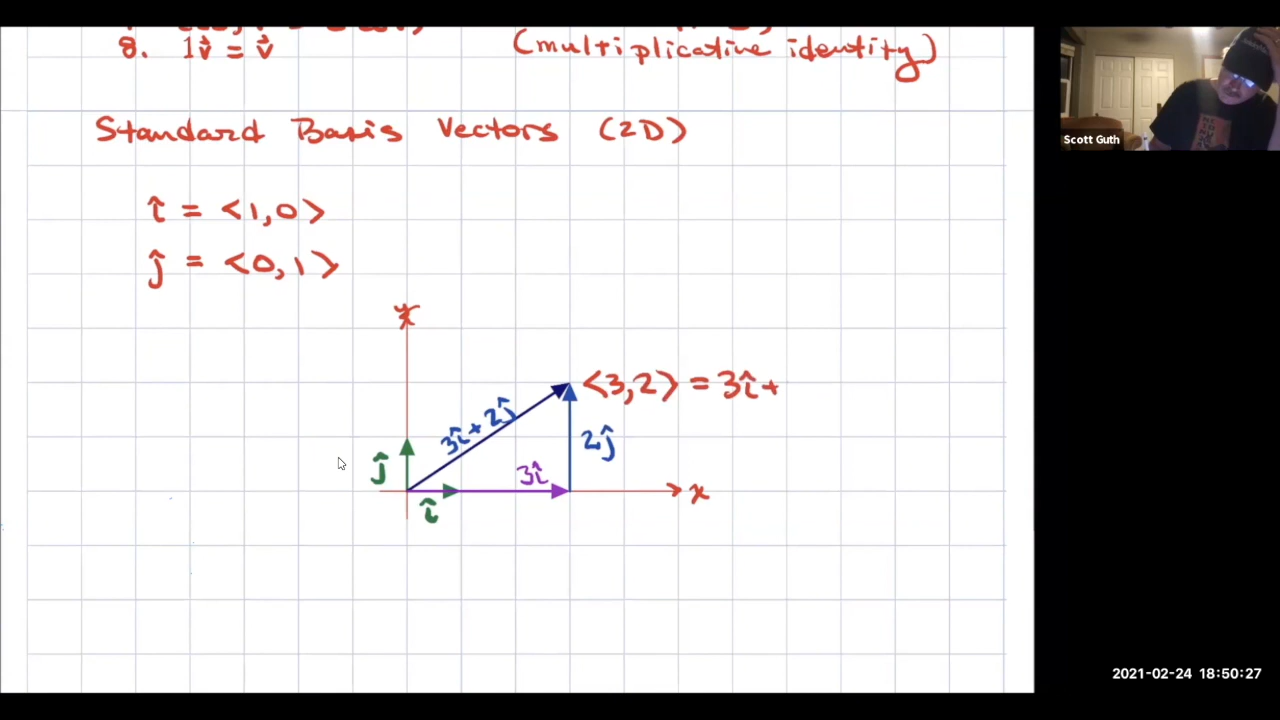 8. 1v⃗ = v⃗ (multiplicative identity)
Scott Guth
Standard Basis Vectors (2D)
î = <1,0>
ĵ = <0,1>
<3,2> = 3î+
3î+2ĵ
2ĵ
ĵ
3î
x
î
2021-02-24 18:50:27